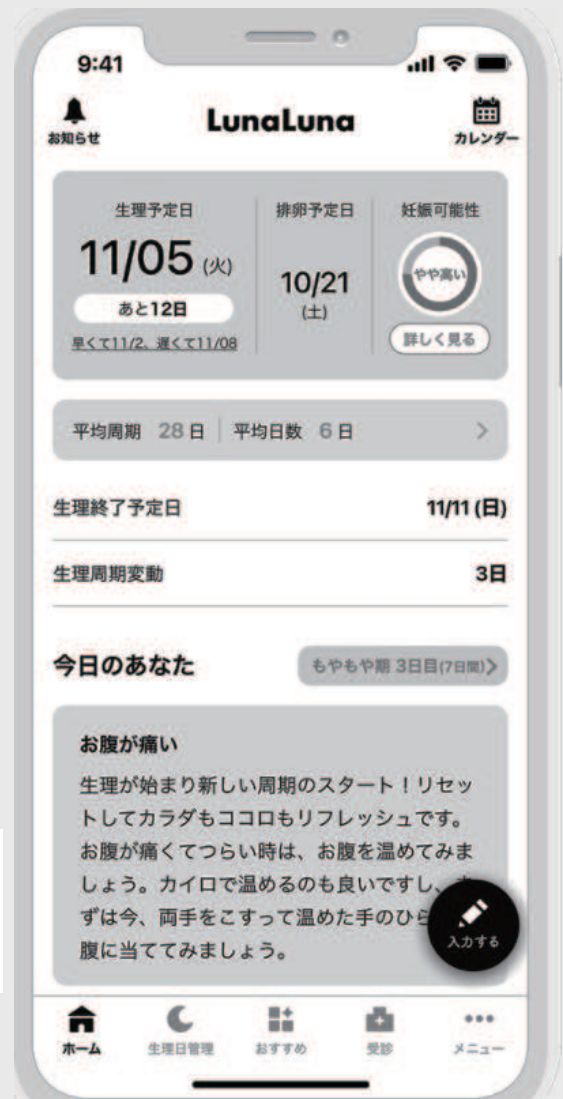 9:41
お知らせ
LunaLuna
カレンダー
生理予定日
11/05 (火)
あと12日
早くて11/2、遅くて11/08
排卵予定日
10/21
(土)
妊娠可能性
やや高い
詳しく見る
平均周期 28日 平均日数 6日
生理終了予定日 11/11 (日)
生理周期変動 3日
今日のあなた もやもや期 3日目(7日間)
お腹が痛い
生理が始まり新しい周期のスタート!リセッ
トしてカラダもココロもリフレッシュです。
お腹が痛くてつらい時は、お腹を温めてみま
しょう。カイロで温めるのも良いですし、
ずは今、両手をこすって温めた手のひら
腹に当ててみましょう。
入力する
ホーム 生理日管理 おすすめ 受診 メニュー